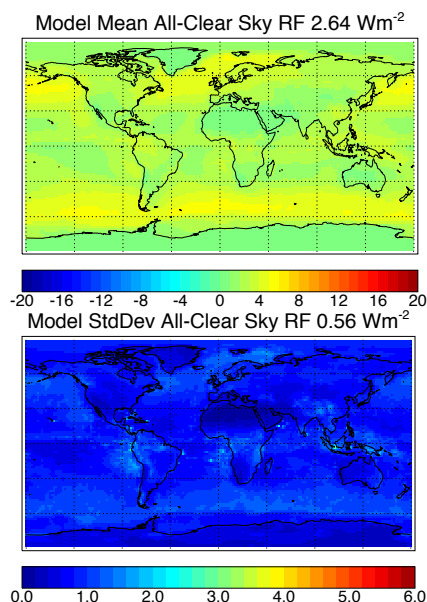 Model Mean All-Clear Sky RF 2.64 Wm-2
-20 -16 -12 -8 -4 0 4 8 12 16 20
Model StdDev All-Clear Sky RF 0.56 Wm-2
0.0 1.0 2.0 3.0 4.0 5.0 6.0